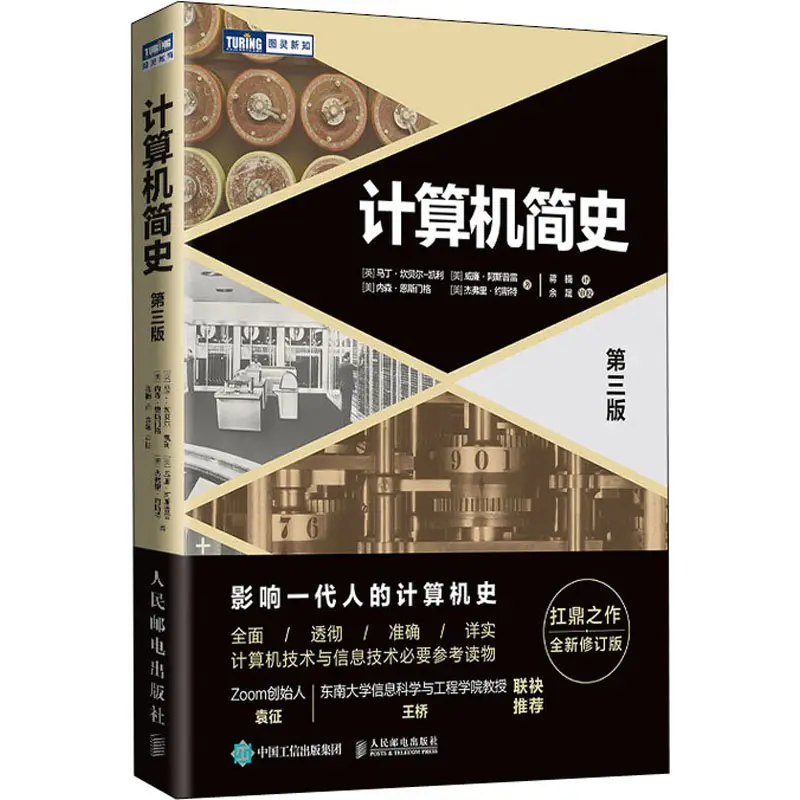 TURING 图灵新知
计算机简史
[英] 马丁·坎贝尔-凯利 [美] 威廉·阿斯普雷
[美] 内森·恩斯门格 [美] 杰弗里·约斯特 著
蒋楠 译
余晟 审校
第三版
901
76
影响一代人的计算机史
全面 / 透彻 / 准确 / 详实
计算机技术与信息技术必要参考读物
扛鼎之作
全新修订版
Zoom创始人
袁征
东南大学信息科学与工程学院教授
王桥
联袂
推荐
中国工信出版集团
人民邮电出版社
POSTS & TELECOM PRESS
TURING
计算机简史
第三版
人民邮电出版社